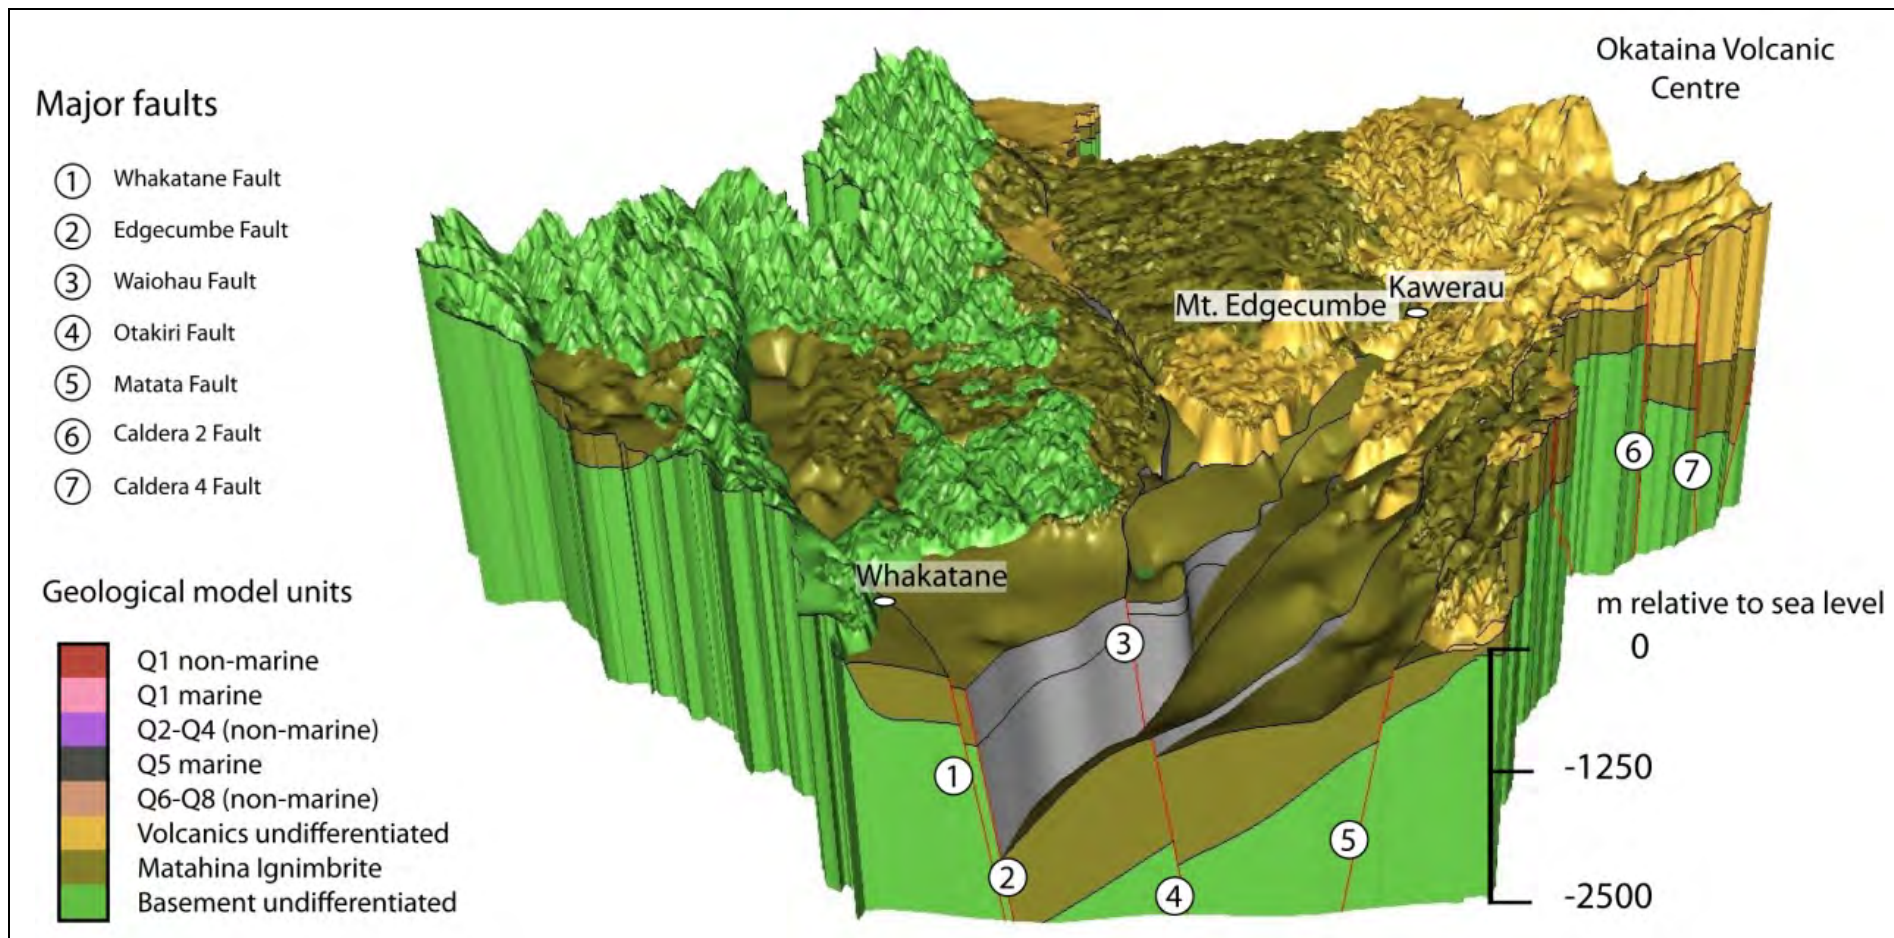 Okataina Volcanic
Centre
Major faults
1 Whakatane Fault
2 Edgecumbe Fault
3 Waiohau Fault
4 Otakiri Fault
5 Matata Fault
6 Caldera 2 Fault
7 Caldera 4 Fault
Kawerau
Mt. Edgecumbe
6
7
Whakatane
3
1
2
4
5
Geological model units
Q1 non-marine
Q1 marine
Q2-Q4 (non-marine)
Q5 marine
Q6-Q8 (non-marine)
Volcanics undifferentiated
Matahina Ignimbrite
Basement undifferentiated
m relative to sea level
0
-1250
-2500